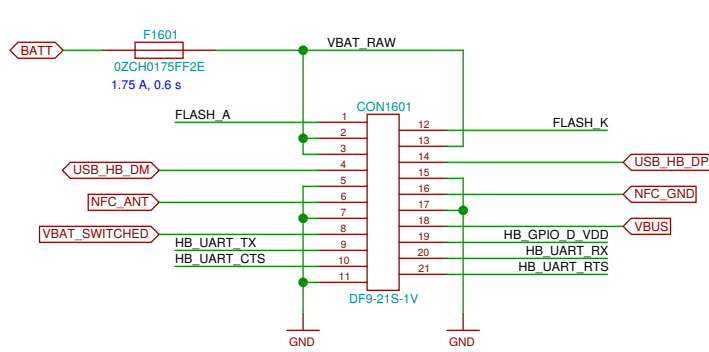 F1601
BATT
VBAT_RAW
0ZCH0175FF2E
1.75 A, 0.6 s
CON1601
FLASH_A
1
12
FLASH_K
2
13
3
14
USB_HB_DP
USB_HB_DM
4
15
5
16
NFC_GND
NFC_ANT
6
17
7
18
VBUS
VBAT_SWITCHED
8
19
HB_GPIO_D_VDD
HB_UART_TX
9
20
HB_UART_RX
HB_UART_CTS
10
21
HB_UART_RTS
11
DF9-21S-1V
GND
GND